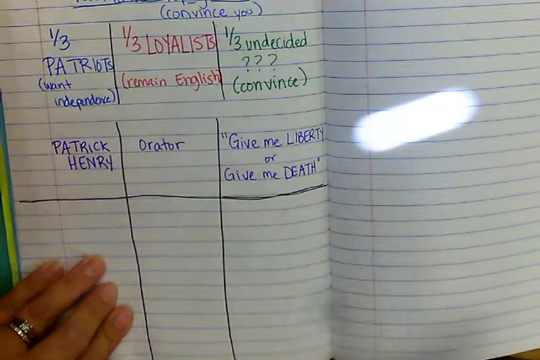 (convince you)
1/3
PATRIOTS
(want
independence)
1/3 LOYALISTS
(remain English)
1/3 undecided
? ? ?
(convince)
PATRICK
HENRY
Orator
"Give me LIBERTY
or
Give me DEATH"